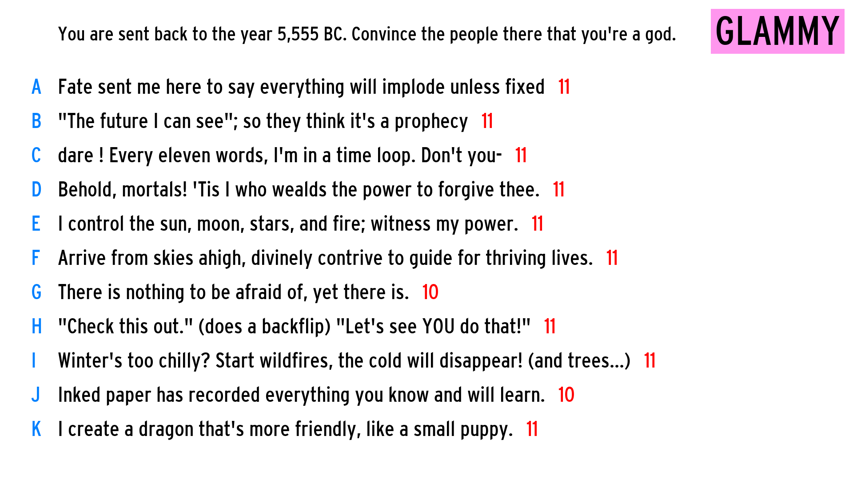 You are sent back to the year 5,555 BC. Convince the people there that you're a god.
GLAMMY
A Fate sent me here to say everything will implode unless fixed 11
B "The future I can see"; so they think it's a prophecy 11
C dare ! Every eleven words, I'm in a time loop. Don't you- 11
D Behold, mortals! 'Tis I who wealds the power to forgive thee. 11
E I control the sun, moon, stars, and fire; witness my power. 11
F Arrive from skies ahigh, divinely contrive to guide for thriving lives. 11
G There is nothing to be afraid of, yet there is. 10
H "Check this out." (does a backflip) "Let's see YOU do that!" 11
I Winter's too chilly? Start wildfires, the cold will disappear! (and trees...) 11
J Inked paper has recorded everything you know and will learn. 10
K I create a dragon that's more friendly, like a small puppy. 11